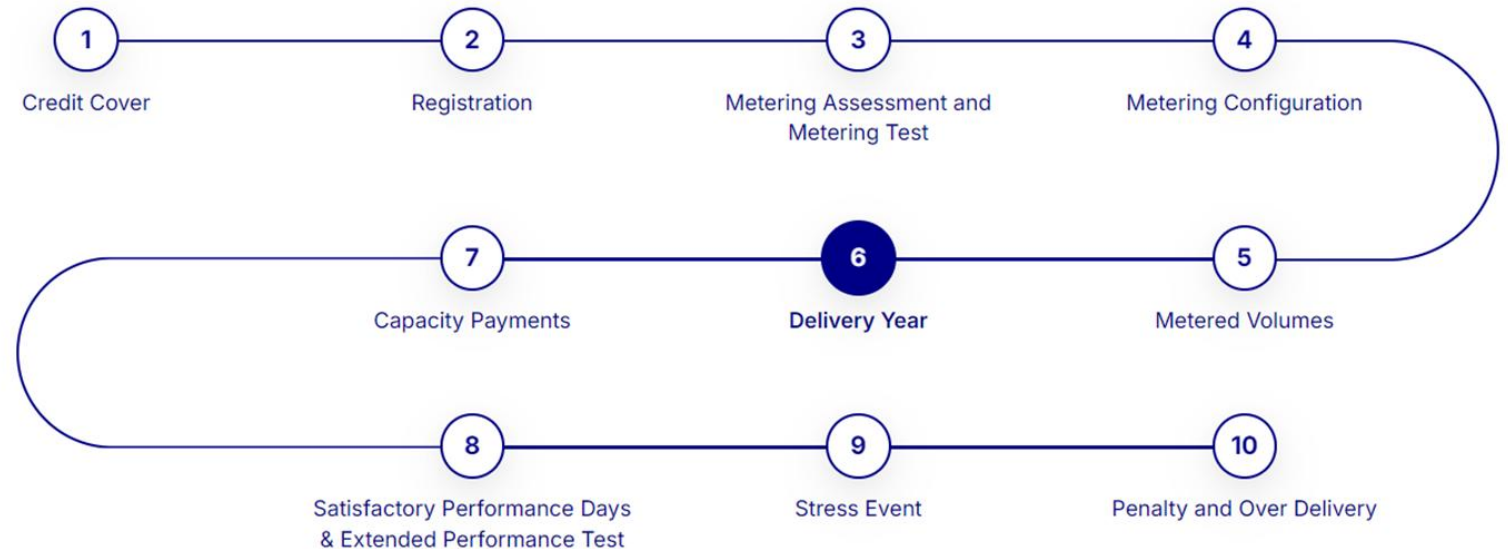 1
Credit Cover
2
Registration
3
Metering Assessment and
Metering Test
4
Metering Configuration
5
Metered Volumes
6
Delivery Year
7
Capacity Payments
8
Satisfactory Performance Days
& Extended Performance Test
9
Stress Event
10
Penalty and Over Delivery